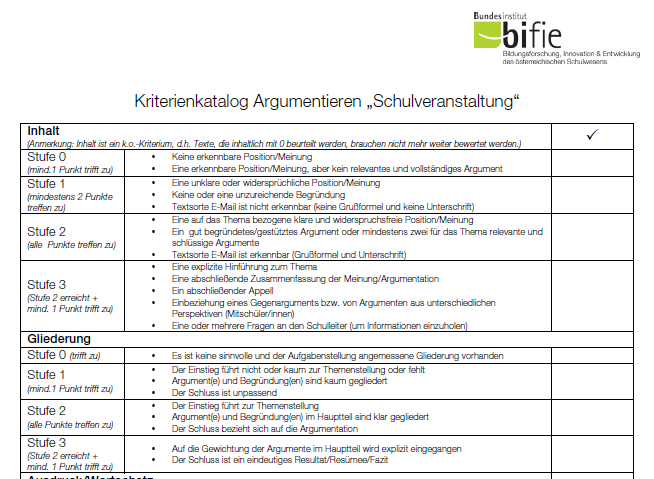 Bundesinstitut
bifie
Bildungsforschung, Innovation & Entwicklung
des österreichischen Schulwesens
Kriterienkatalog Argumentieren „Schulveranstaltung“
Inhalt
(Anmerkung: Inhalt ist ein k.o.-Kriterium, d.h. Texte, die inhaltlich mit 0 beurteilt werden, brauchen nicht mehr weiter bewertet werden.)
✓
Stufe 0
(mind.1 Punkt trifft zu)
• Keine erkennbare Position/Meinung
• Eine erkennbare Position/Meinung, aber kein relevantes und vollständiges Argument
Stufe 1
(mindestens 2 Punkte
treffen zu)
• Eine unklare oder widersprüchliche Position/Meinung
• Keine oder eine unzureichende Begründung
• Textsorte E-Mail ist nicht erkennbar (keine Grußformel und keine Unterschrift)
Stufe 2
(alle Punkte treffen zu)
• Eine auf das Thema bezogene klare und widerspruchsfreie Position/Meinung
• Ein gut begründetes/gestütztes Argument oder mindestens zwei für das Thema relevante und
schlüssige Argumente
• Textsorte E-Mail ist erkennbar (Grußformel und Unterschrift)
Stufe 3
(Stufe 2 erreicht +
mind. 1 Punkt trifft zu)
• Eine explizite Hinführung zum Thema
• Eine abschließende Zusammenfassung der Meinung/Argumentation
• Ein abschließender Appell
• Einbeziehung eines Gegenarguments bzw. von Argumenten aus unterschiedlichen
Perspektiven (Mitschüler/innen)
• Eine oder mehrere Fragen an den Schulleiter (um Informationen einzuholen)
Gliederung
Stufe 0 (trifft zu)
• Es ist keine sinnvolle und der Aufgabenstellung angemessene Gliederung vorhanden
Stufe 1
(mind.1 Punkt trifft zu)
• Der Einstieg führt nicht oder kaum zur Themenstellung oder fehlt
• Argument(e) und Begründung(en) sind kaum gegliedert
• Der Schluss ist unpassend
Stufe 2
(alle Punkte treffen zu)
• Der Einstieg führt zur Themenstellung
• Argument(e) und Begründung(en) im Hauptteil sind klar gegliedert
• Der Schluss bezieht sich auf die Argumentation
Stufe 3
(Stufe 2 erreicht +
mind. 1 Punkt trifft zu)
• Auf die Gewichtung der Argumente im Hauptteil wird explizit eingegangen
• Der Schluss ist ein eindeutiges Resultat/Resümee/Fazit